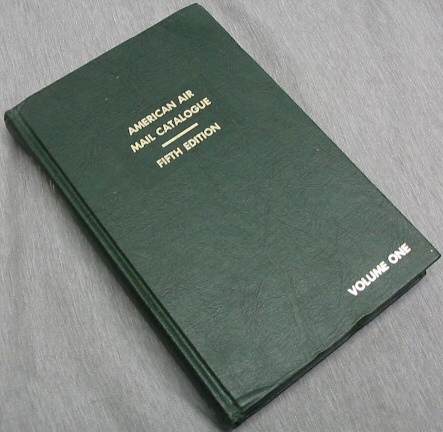 AMERICAN AIR
MAIL CATALOGUE
FIFTH EDITION
VOLUME ONE